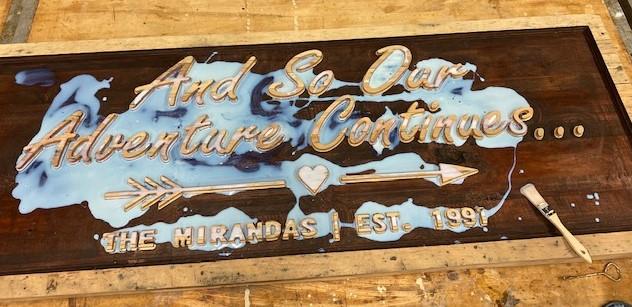 And So Our
Adventure Continues...
THE MIRANDAS | EST. 1991